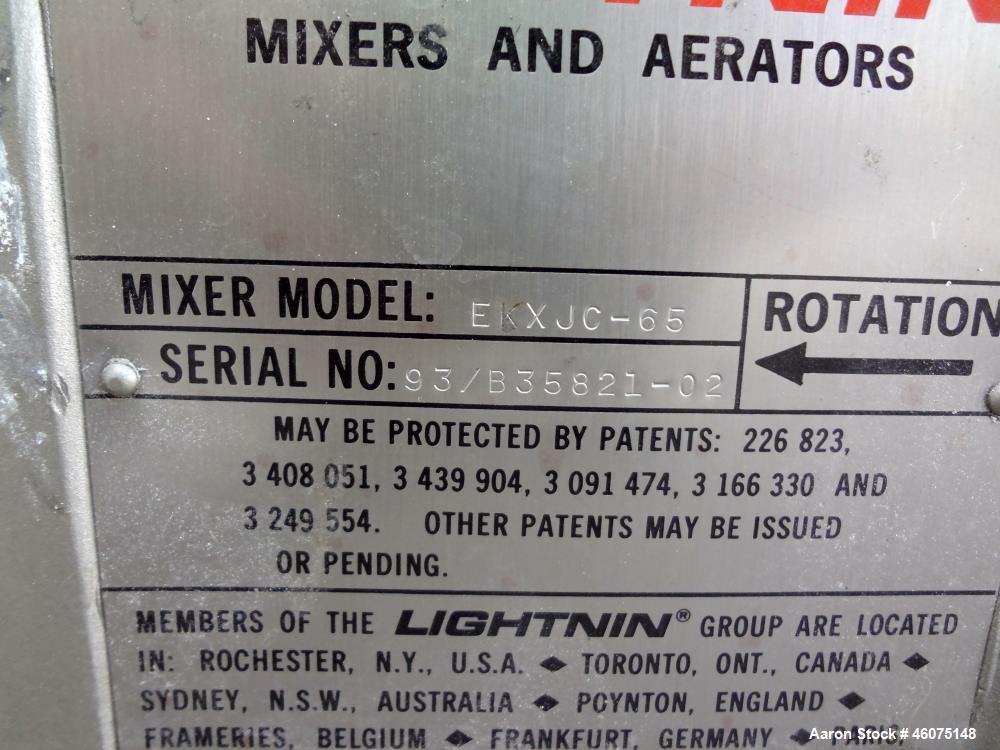 MIXERS AND AERATORS
MIXER MODEL: EKXJC-65
ROTATION
SERIAL NO: 93/B35821-02
MAY BE PROTECTED BY PATENTS: 226 823,
3 408 051, 3 439 904, 3 091 474, 3 166 330 AND
3 249 554. OTHER PATENTS MAY BE ISSUED
OR PENDING.
MEMBERS OF THE LIGHTNIN® GROUP ARE LOCATED
IN: ROCHESTER, N.Y., U.S.A. ◆ TORONTO, ONT., CANADA ◆
SYDNEY, N.S.W., AUSTRALIA ◆ POYNTON, ENGLAND ◆
FRAMERIES, BELGIUM ◆ FRANKFURT, GERMANY ◆ PARIS,
Aaron Stock # 46075148